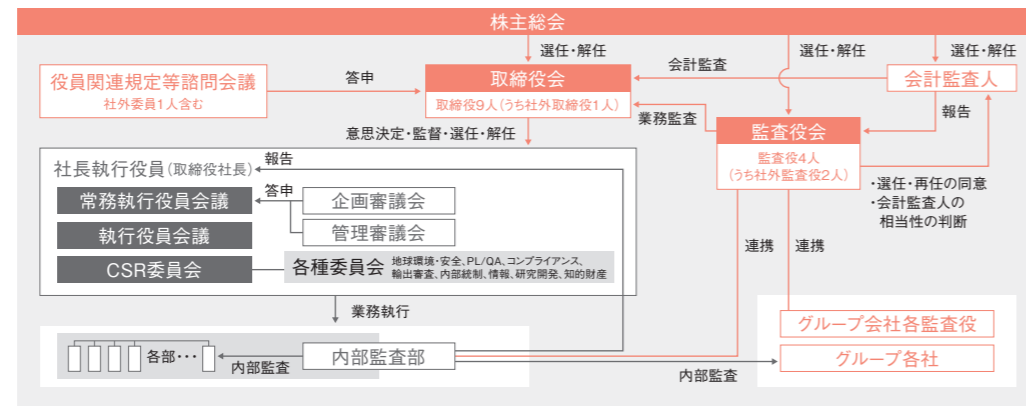 株主総会
選任・解任
選任・解任
選任・解任
役員関連規定等諮問会議
社外委員1人含む
答申
取締役会
取締役9人(うち社外取締役1人)
会計監査
会計監査人
業務監査
報告
監査役会
監査役4人
(うち社外監査役2人)
・選任・再任の同意
・会計監査人の
相当性の判断
意思決定・監督・選任・解任
社長執行役員(取締役社長)
報告
常務執行役員会議
答申
企画審議会
執行役員会議
管理審議会
CSR委員会
各種委員会
地球環境・安全、PL/QA、コンプライアンス、
輸出審査、内部統制、情報、研究開発、知的財産
連携
連携
業務執行
各部・・・
内部監査
内部監査部
内部監査
グループ会社各監査役
グループ各社